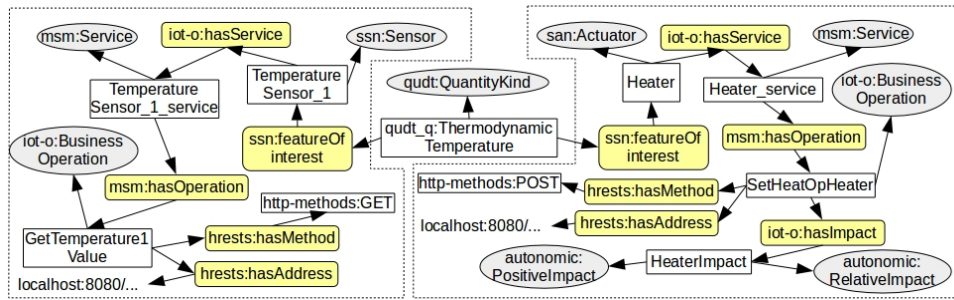 msm:Service
iot-o:hasService
ssn:Sensor
Temperature
Sensor_1_service
Temperature
Sensor_1
iot-o:Business
Operation
msm:hasOperation
ssn:featureOf
interest
http-methods:GET
GetTemperature1
Value
hrests:hasMethod
hrests:hasAddress
localhost:8080/...
qudt:QuantityKind
qudt_q:Thermodynamic
Temperature
san:Actuator
iot-o:hasService
msm:Service
Heater
Heater_service
iot-o:Business
Operation
ssn:featureOf
interest
msm:hasOperation
http-methods:POST
hrests:hasMethod
SetHeatOpHeater
localhost:8080/...
hrests:hasAddress
iot-o:hasImpact
autonomic:
PositiveImpact
HeaterImpact
autonomic:
RelativeImpact